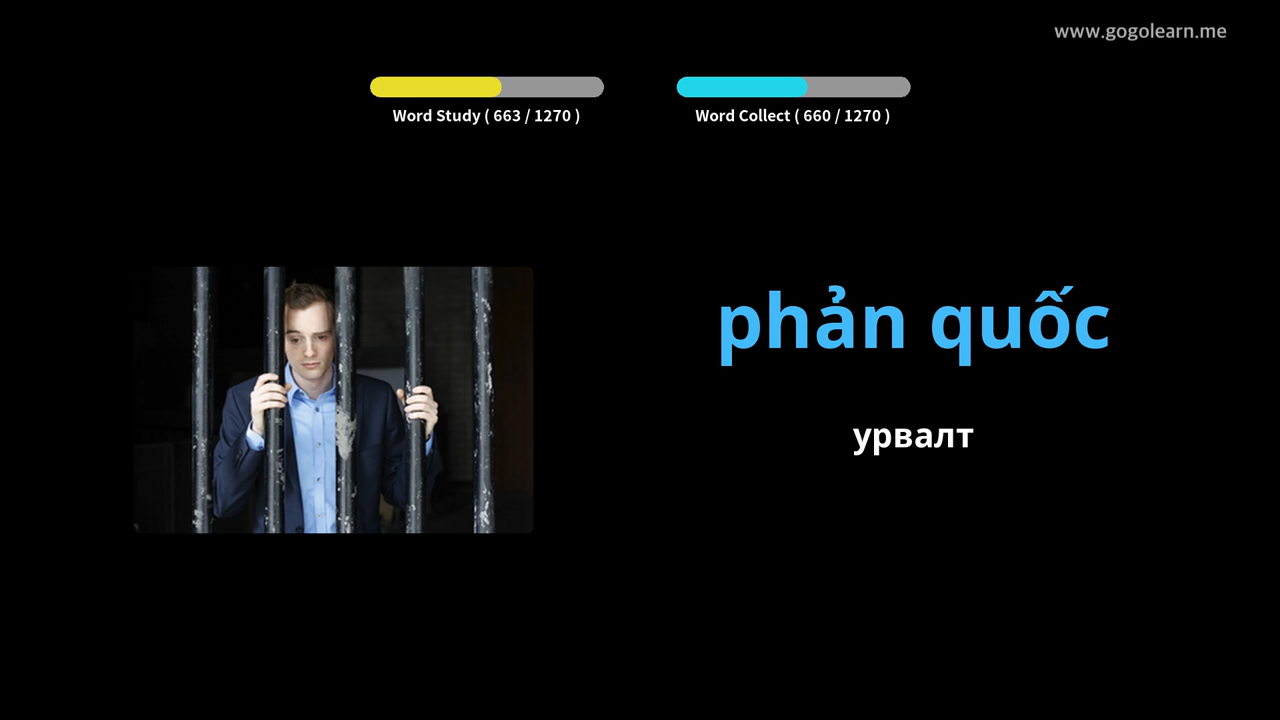 www.gogolearn.me
Word Study ( 663 / 1270 )
Word Collect ( 660 / 1270 )
phản quốc
урвалт